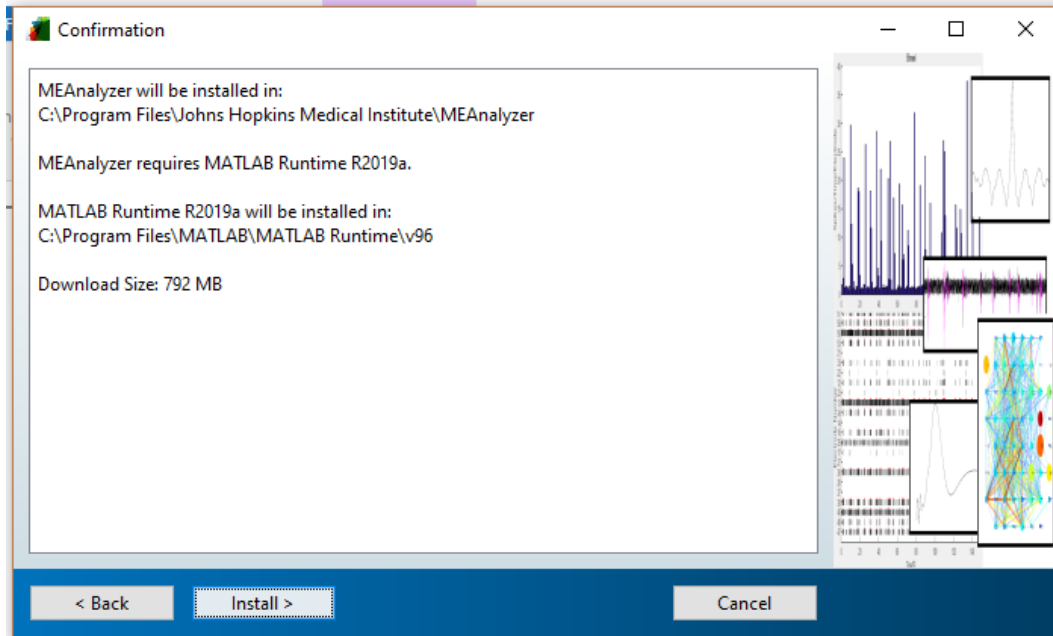 Confirmation
MEAnalyzer will be installed in:
C:\Program Files\Johns Hopkins Medical Institute\MEAnalyzer
MEAnalyzer requires MATLAB Runtime R2019a.
MATLAB Runtime R2019a will be installed in:
C:\Program Files\MATLAB\MATLAB Runtime\v96
Download Size: 792 MB
< Back
Install >
Cancel